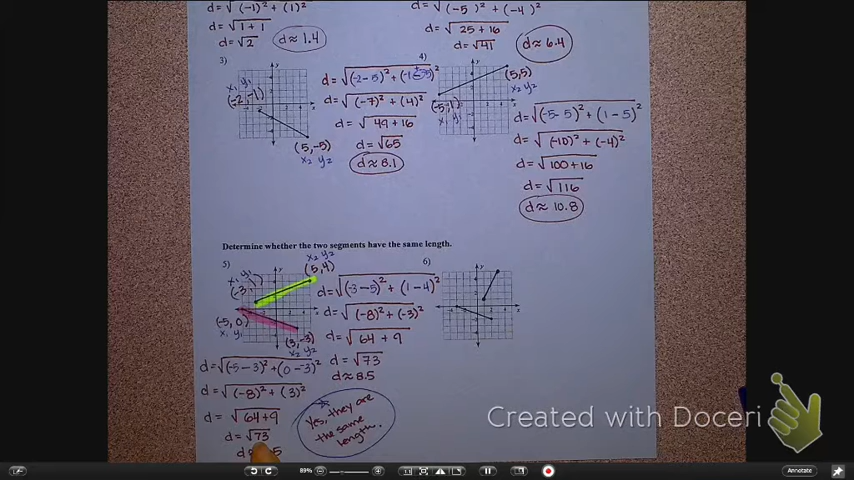 d = √(-1)² + (1)²
d = √1 + 1
d = √2
d ≈ 1.4
d = √(-5)² + (-4)²
d = √25 + 16
d = √41
d ≈ 6.4
3)
x₁ y₁
(-2,-1)
(5,-5)
x₂ y₂
d = √(-2-5)² + (-1--5)²
d = √(-7)² + (4)²
d = √49 + 16
d = √65
d ≈ 8.1
4)
(5,5)
x₂ y₂
(-5,1)
x₁ y₁
d = √(-5-5)² + (1-5)²
d = √(-10)² + (-4)²
d = √100 + 16
d = √116
d ≈ 10.8
Determine whether the two segments have the same length.
5)
x₂ y₂
(5,4)
x₁ y₁
(-3,1)
(-5,0)
x₁ y₁
(3,-3)
x₂ y₂
d = √(-3-5)² + (1-4)²
d = √(-8)² + (-3)²
d = √64 + 9
d = √73
d ≈ 8.5
d = √(-5-3)² + (0--3)²
d = √(-8)² + (3)²
d = √64 + 9
d = √73
Yes, they are
the same
length.
6)
Created with Doceri
89%
1:1
Annotate